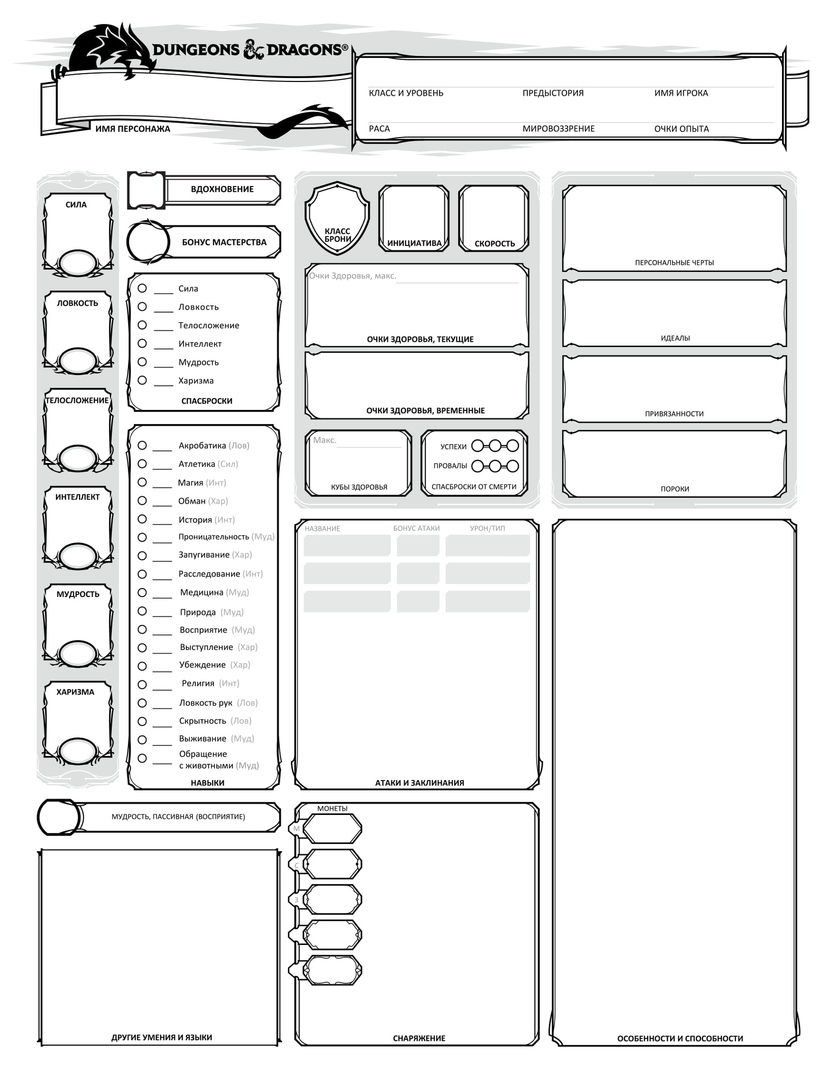 DUNGEONS & DRAGONS®
ИМЯ ПЕРСОНАЖА
КЛАСС И УРОВЕНЬ ПРЕДЫСТОРИЯ ИМЯ ИГРОКА
РАСА МИРОВОЗЗРЕНИЕ ОЧКИ ОПЫТА
СИЛА
ЛОВКОСТЬ
ТЕЛОСЛОЖЕНИЕ
ИНТЕЛЛЕКТ
МУДРОСТЬ
ХАРИЗМА
ВДОХНОВЕНИЕ
БОНУС МАСТЕРСТВА
Сила
Ловкость
Телосложение
Интеллект
Мудрость
Харизма
СПАСБРОСКИ
Акробатика (Лов)
Атлетика (Сил)
Магия (Инт)
Обман (Хар)
История (Инт)
Проницательность (Муд)
Запугивание (Хар)
Расследование (Инт)
Медицина (Муд)
Природа (Муд)
Восприятие (Муд)
Выступление (Хар)
Убеждение (Хар)
Религия (Инт)
Ловкость рук (Лов)
Скрытность (Лов)
Выживание (Муд)
Обращение
с животными (Муд)
НАВЫКИ
МУДРОСТЬ, ПАССИВНАЯ (ВОСПРИЯТИЕ)
ДРУГИЕ УМЕНИЯ И ЯЗЫКИ
КЛАСС
БРОНИ
ИНИЦИАТИВА
СКОРОСТЬ
Очки Здоровья, макс.
ОЧКИ ЗДОРОВЬЯ, ТЕКУЩИЕ
ОЧКИ ЗДОРОВЬЯ, ВРЕМЕННЫЕ
Макс.
КУБЫ ЗДОРОВЬЯ
УСПЕХИ
ПРОВАЛЫ
СПАСБРОСКИ ОТ СМЕРТИ
НАЗВАНИЕ БОНУС АТАКИ УРОН/ТИП
АТАКИ И ЗАКЛИНАНИЯ
МОНЕТЫ
М
С
З
СНАРЯЖЕНИЕ
ПЕРСОНАЛЬНЫЕ ЧЕРТЫ
ИДЕАЛЫ
ПРИВЯЗАННОСТИ
ПОРОКИ
ОСОБЕННОСТИ И СПОСОБНОСТИ